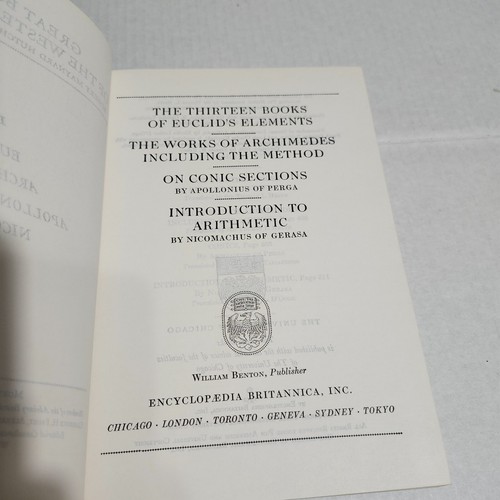 THE THIRTEEN BOOKS
OF EUCLID'S ELEMENTS
THE WORKS OF ARCHIMEDES
INCLUDING THE METHOD
ON CONIC SECTIONS
BY APOLLONIUS OF PERGA
INTRODUCTION TO
ARITHMETIC
BY NICOMACHUS OF GERASA
WILLIAM BENTON, Publisher
ENCYCLOPÆDIA BRITANNICA, INC.
CHICAGO · LONDON · TORONTO · GENEVA · SYDNEY · TOKYO